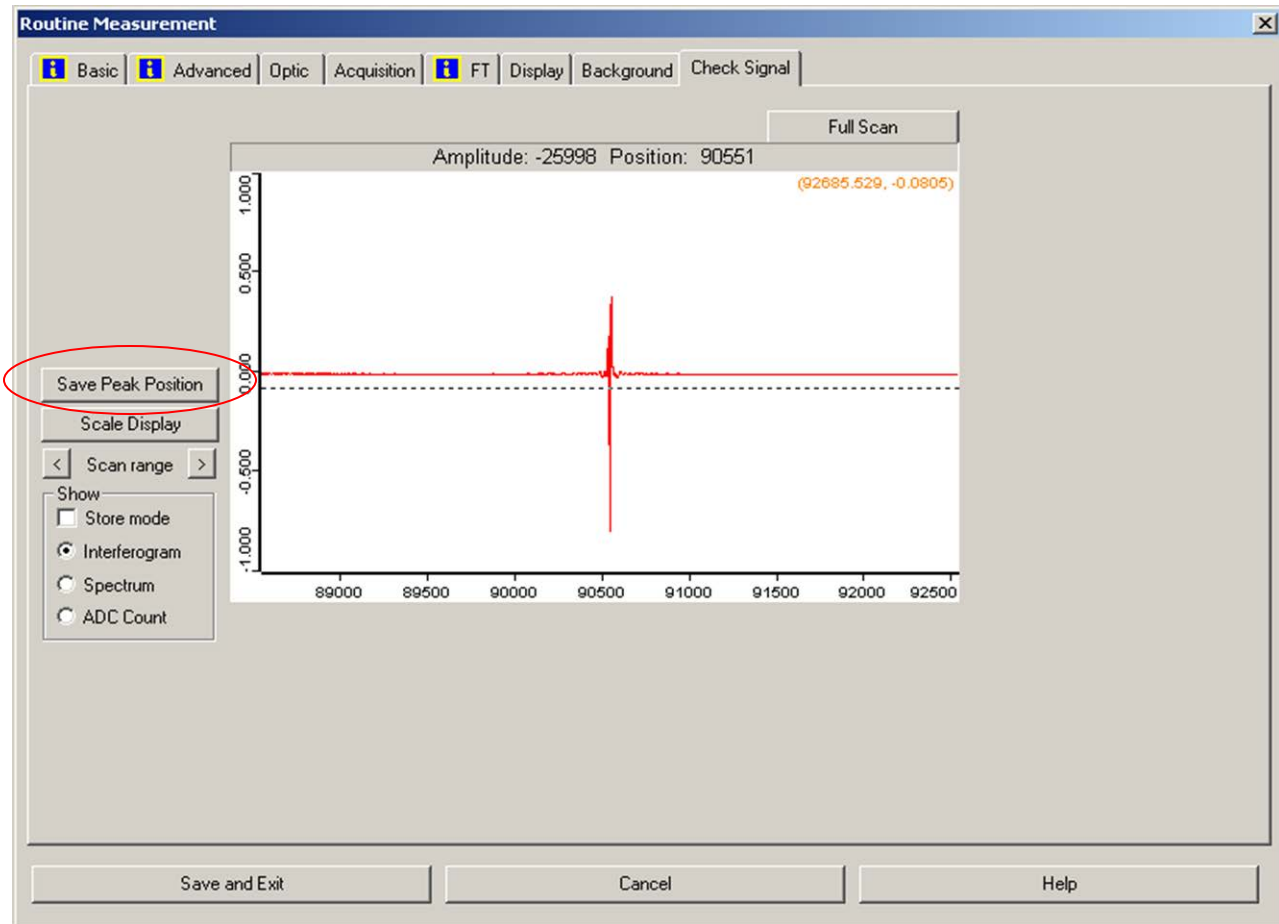 Routine Measurement
Basic Advanced Optic Acquisition FT Display Background Check Signal
Full Scan
Amplitude: -25998 Position: 90551
(92685.529, -0.0805)
1.000
0.500
0.000
-0.500
-1.000
89000 89500 90000 90500 91000 91500 92000 92500
Save Peak Position
Scale Display
< Scan range >
Show
Store mode
Interferogram
Spectrum
ADC Count
Save and Exit Cancel Help